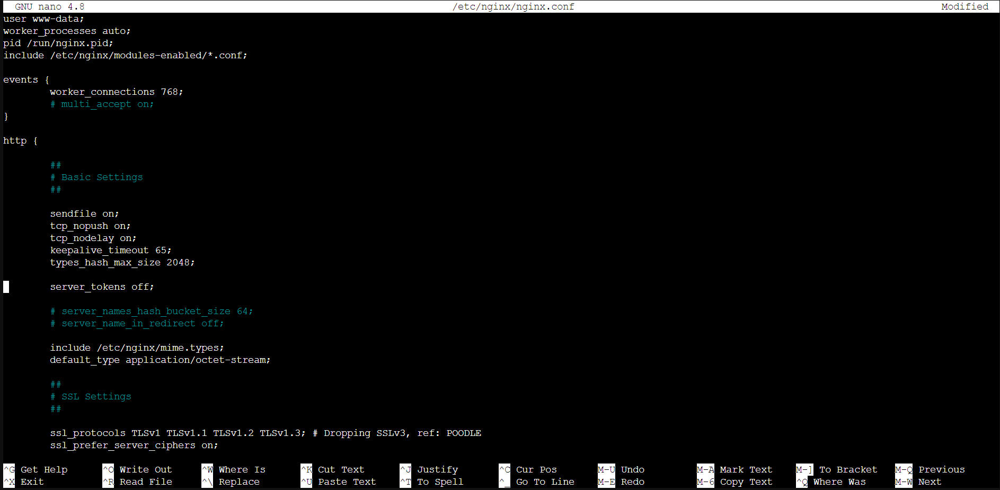 GNU nano 4.8 /etc/nginx/nginx.conf Modified
user www-data;
worker_processes auto;
pid /run/nginx.pid;
include /etc/nginx/modules-enabled/*.conf;

events {
        worker_connections 768;
        # multi_accept on;
}

http {

        ##
        # Basic Settings
        ##

        sendfile on;
        tcp_nopush on;
        tcp_nodelay on;
        keepalive_timeout 65;
        types_hash_max_size 2048;

        server_tokens off;

        # server_names_hash_bucket_size 64;
        # server_name_in_redirect off;

        include /etc/nginx/mime.types;
        default_type application/octet-stream;

        ##
        # SSL Settings
        ##

        ssl_protocols TLSv1 TLSv1.1 TLSv1.2 TLSv1.3; # Dropping SSLv3, ref: POODLE
        ssl_prefer_server_ciphers on;

^G Get Help ^O Write Out ^W Where Is ^K Cut Text ^J Justify ^C Cur Pos M-U Undo M-A Mark Text M-] To Bracket M-Q Previous
^X Exit ^R Read File ^\ Replace ^U Paste Text ^T To Spell ^_ Go To Line M-E Redo M-6 Copy Text ^Q Where Was M-W Next